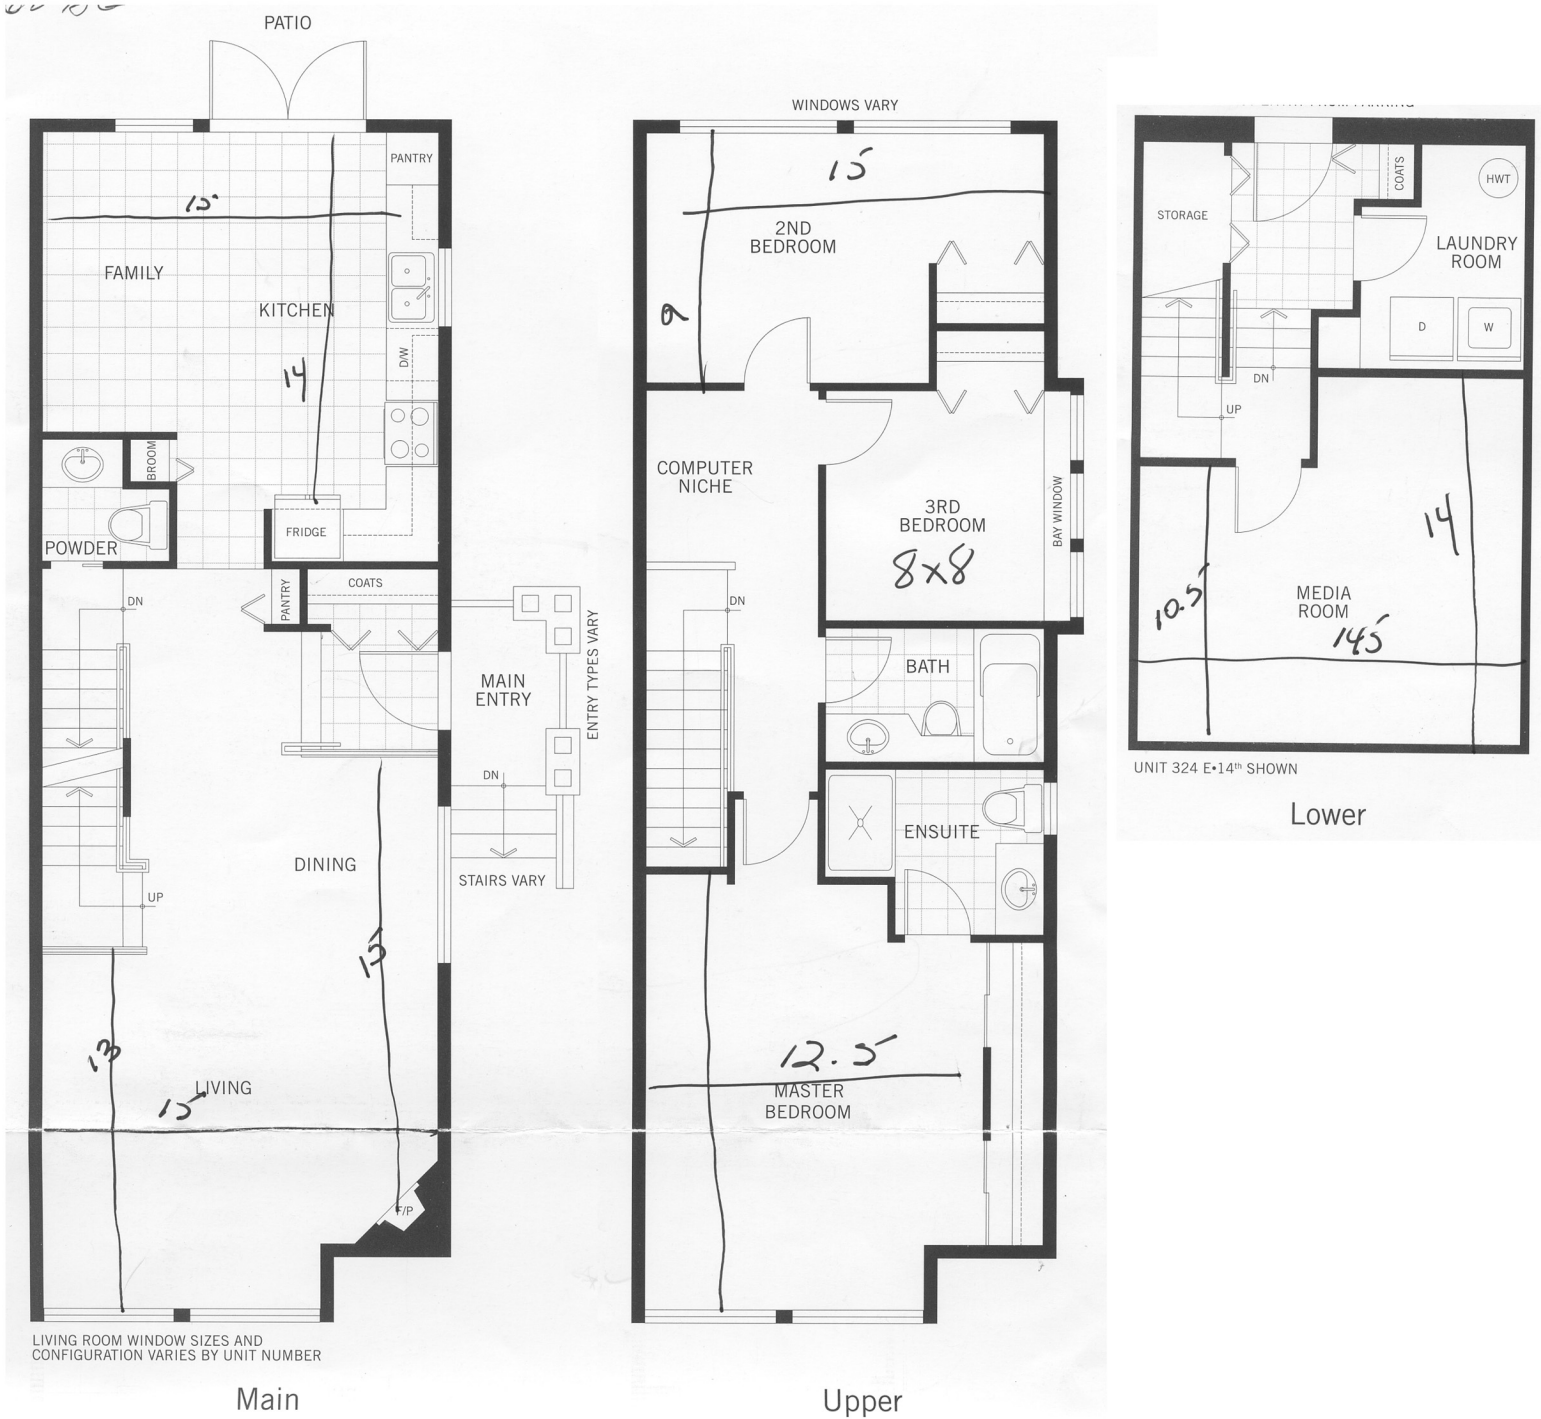 PATIO
PANTRY
15
FAMILY
KITCHEN
14
D/W
BROOM
FRIDGE
POWDER
DN
PANTRY
COATS
MAIN
ENTRY
ENTRY TYPES VARY
DN
STAIRS VARY
DINING
UP
15
13
LIVING
15
F/P
LIVING ROOM WINDOW SIZES AND
CONFIGURATION VARIES BY UNIT NUMBER
Main
WINDOWS VARY
15
2ND
BEDROOM
9
COMPUTER
NICHE
3RD
BEDROOM
8x8
BAY WINDOW
DN
BATH
ENSUITE
12.5
MASTER
BEDROOM
Upper
STORAGE
COATS
HWT
LAUNDRY
ROOM
D
W
DN
UP
14
10.5
MEDIA
ROOM
14.5
UNIT 324 E•14th SHOWN
Lower